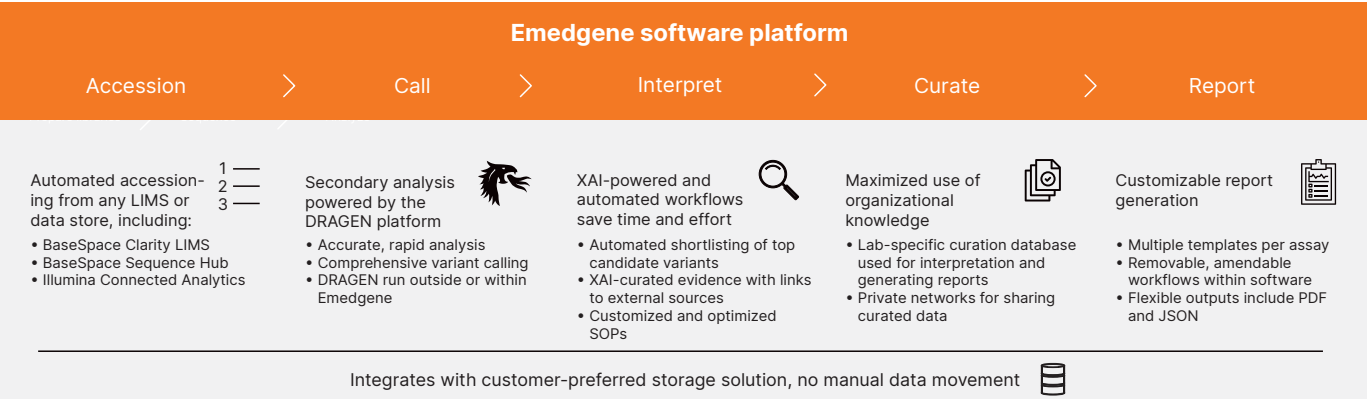 Emedgene software platform
Accession
Call
Interpret
Curate
Report
Automated accession-
ing from any LIMS or
data store, including:
1
2
3
• BaseSpace Clarity LIMS
• BaseSpace Sequence Hub
• Illumina Connected Analytics
Secondary analysis
powered by the
DRAGEN platform
• Accurate, rapid analysis
• Comprehensive variant calling
• DRAGEN run outside or within
Emedgene
XAI-powered and
automated workflows
save time and effort
• Automated shortlisting of top
candidate variants
• XAI-curated evidence with links
to external sources
• Customized and optimized
SOPs
Maximized use of
organizational
knowledge
• Lab-specific curation database
used for interpretation and
generating reports
• Private networks for sharing
curated data
Customizable report
generation
• Multiple templates per assay
• Removable, amendable
workflows within software
• Flexible outputs include PDF
and JSON
Integrates with customer-preferred storage solution, no manual data movement